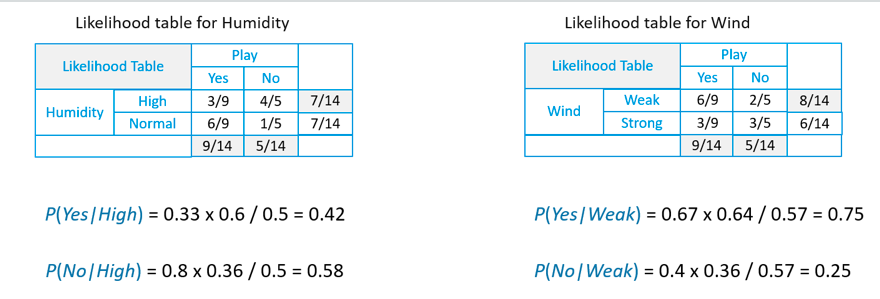 Likelihood table for Humidity
Likelihood Table
Play
Yes No
Humidity
High 3/9 4/5 7/14
Normal 6/9 1/5 7/14
9/14 5/14
P(Yes|High) = 0.33 x 0.6 / 0.5 = 0.42
P(No|High) = 0.8 x 0.36 / 0.5 = 0.58
Likelihood table for Wind
Likelihood Table
Play
Yes No
Wind
Weak 6/9 2/5 8/14
Strong 3/9 3/5 6/14
9/14 5/14
P(Yes|Weak) = 0.67 x 0.64 / 0.57 = 0.75
P(No|Weak) = 0.4 x 0.36 / 0.57 = 0.25